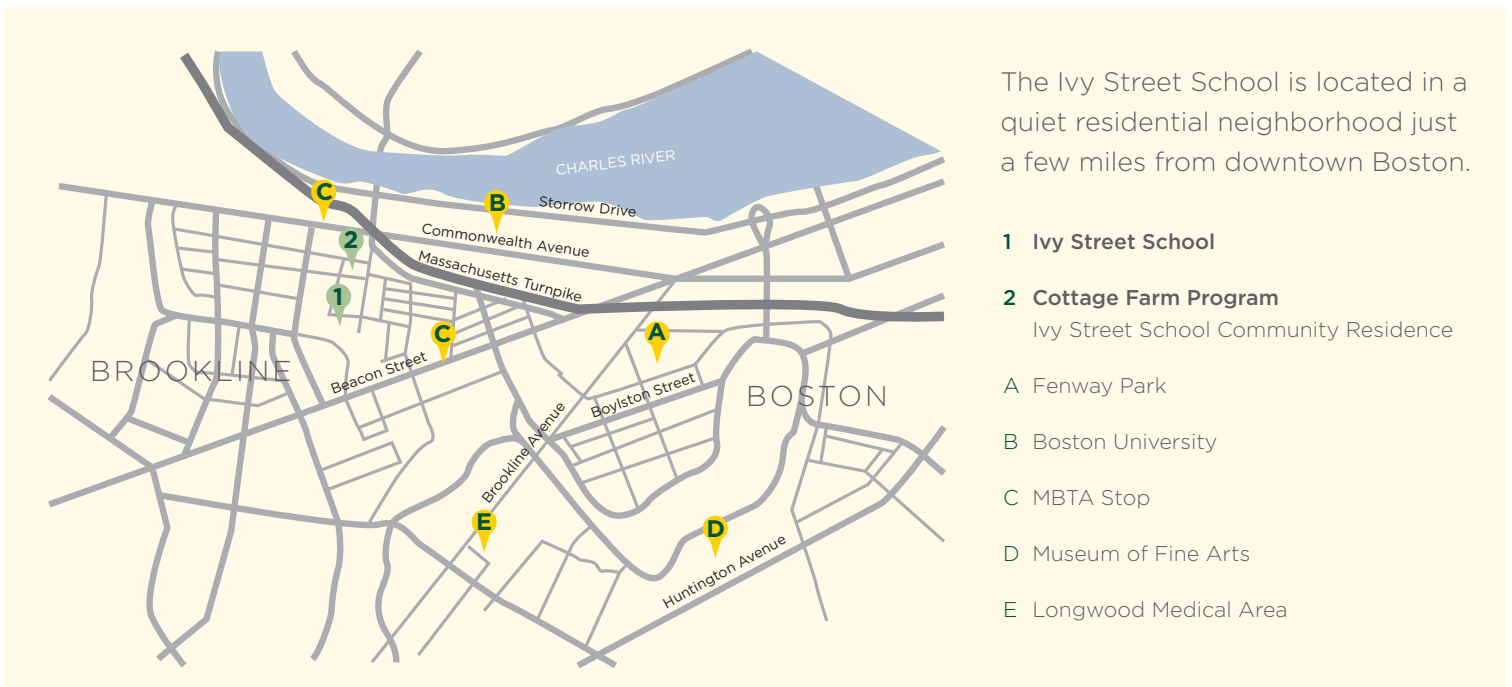 CHARLES RIVER
C
B
Storrow Drive
Commonwealth Avenue
2
Massachusetts Turnpike
1
C
A
BROOKLINE
Beacon Street
Boylston Street
BOSTON
Brookline Avenue
E
D
Huntington Avenue
The Ivy Street School is located in a
quiet residential neighborhood just
a few miles from downtown Boston.
1 Ivy Street School
2 Cottage Farm Program
Ivy Street School Community Residence
A Fenway Park
B Boston University
C MBTA Stop
D Museum of Fine Arts
E Longwood Medical Area